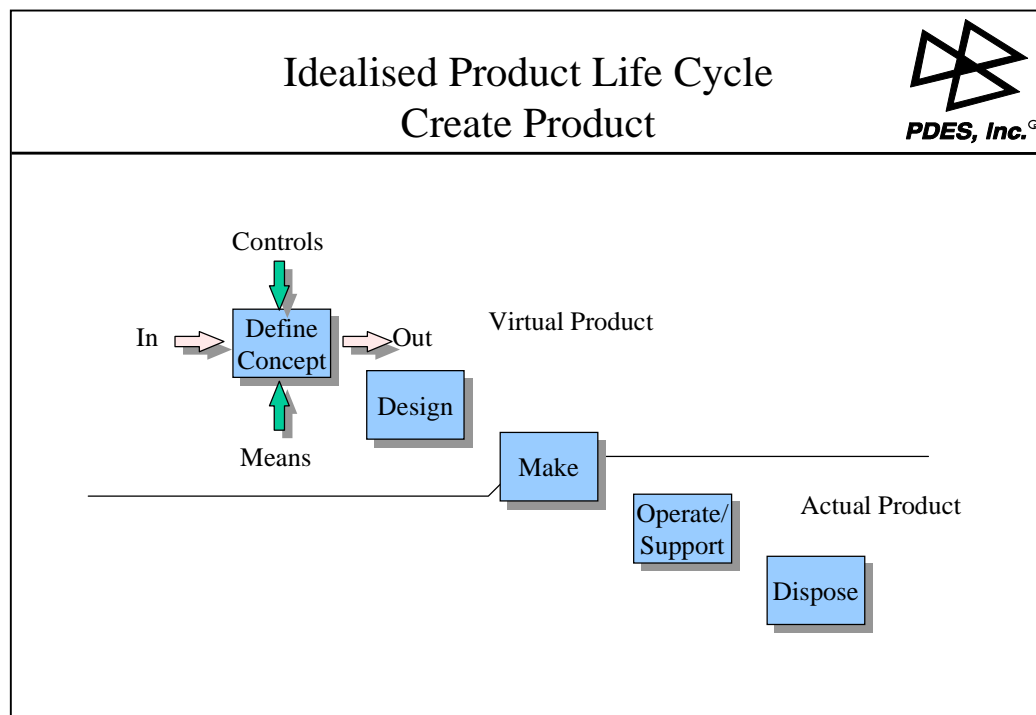 Idealised Product Life Cycle
Create Product
PDES, Inc.
Controls
In
Define
Concept
Out
Virtual Product
Design
Means
Make
Operate/
Support
Actual Product
Dispose